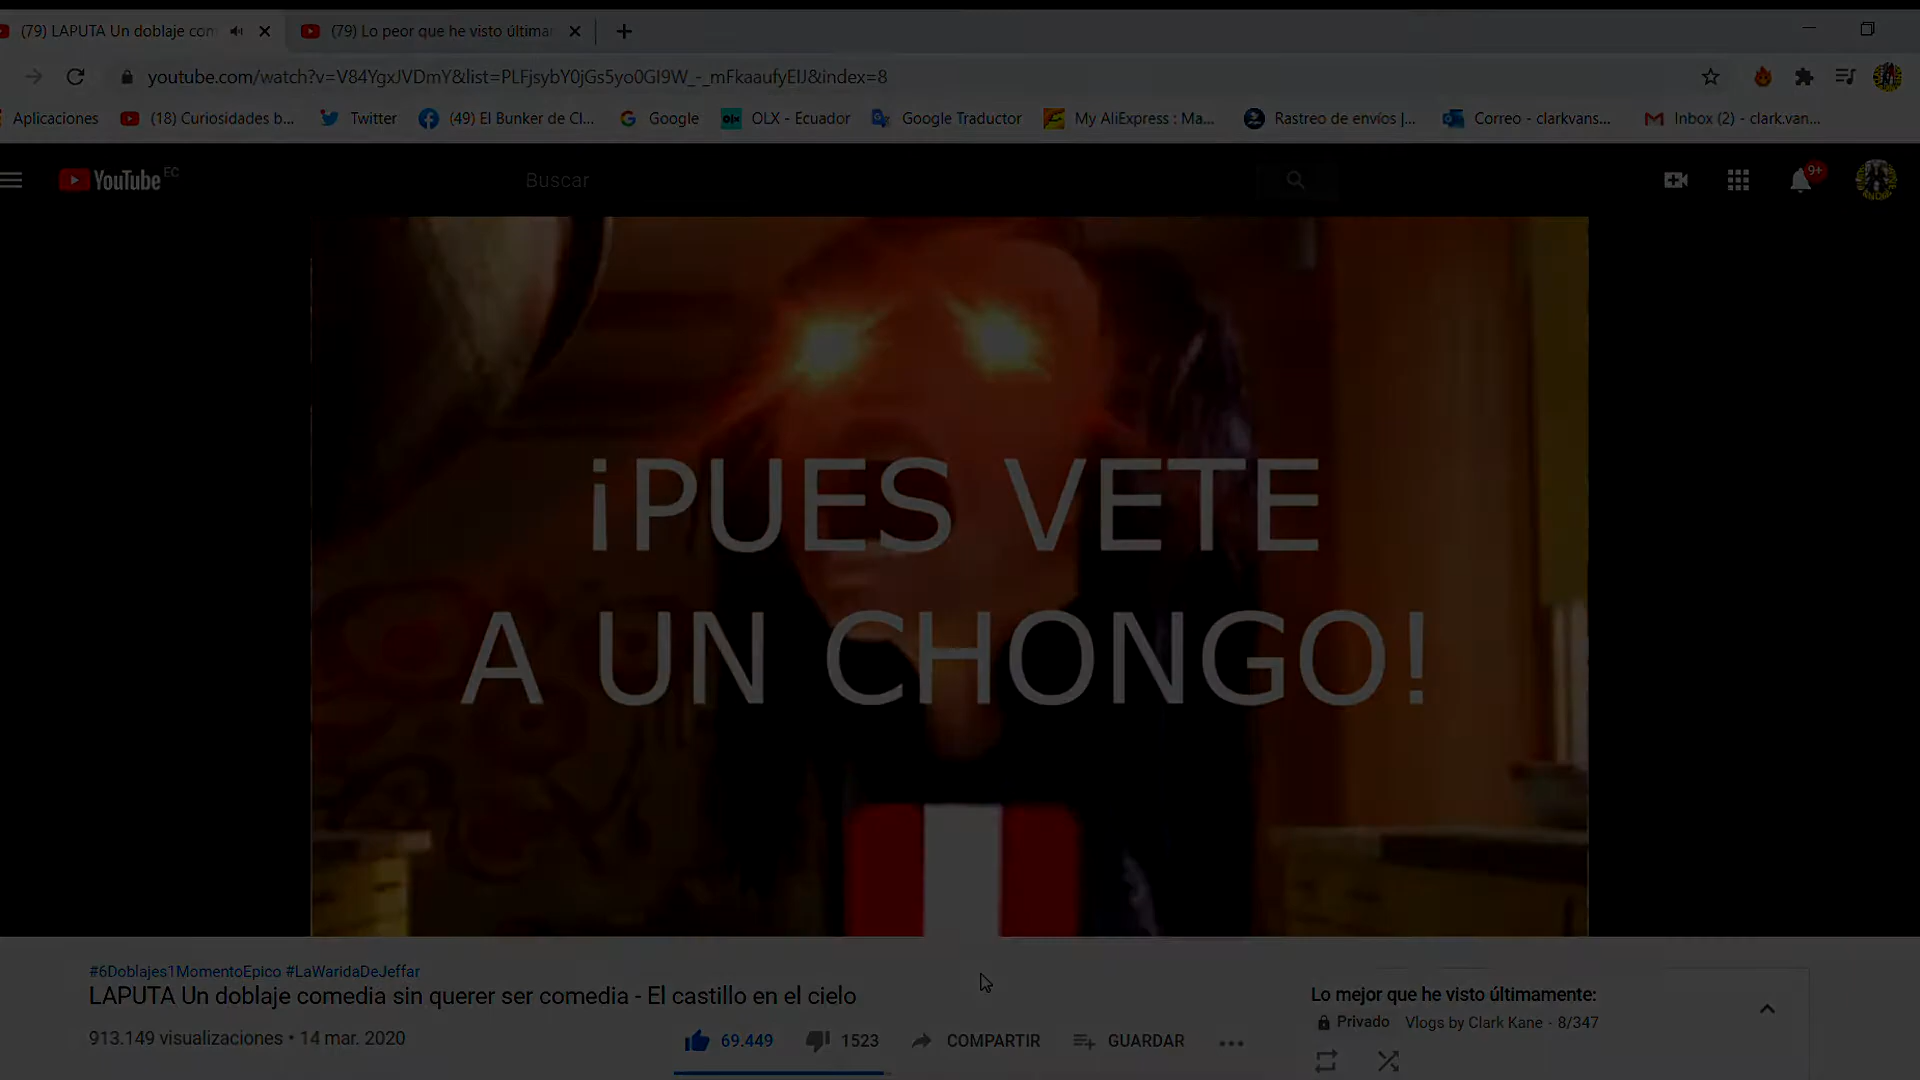 (79) LAPUTA Un doblaje com
(79) Lo peor que he visto última
youtube.com/watch?v=V84YgxJVDmY&list=PLFjsybY0jGs5yo0GI9W_-_mFkaaufyEIJ&index=8
Aplicaciones
(18) Curiosidades b...
Twitter
(49) El Bunker de Cl...
Google
OLX - Ecuador
Google Traductor
My AliExpress : Ma...
Rastreo de envíos |...
Correo - clarkvans...
Inbox (2) - clark.van...
YouTube EC
Buscar
9+
¡PUES VETE
A UN CHONGO!
#6Doblajes1MomentoEpico #LaWaridaDeJeffar
LAPUTA Un doblaje comedia sin querer ser comedia - El castillo en el cielo
913.149 visualizaciones • 14 mar. 2020
69.449
1523
COMPARTIR
GUARDAR
Lo mejor que he visto últimamente:
Privado
Vlogs by Clark Kane - 8/347